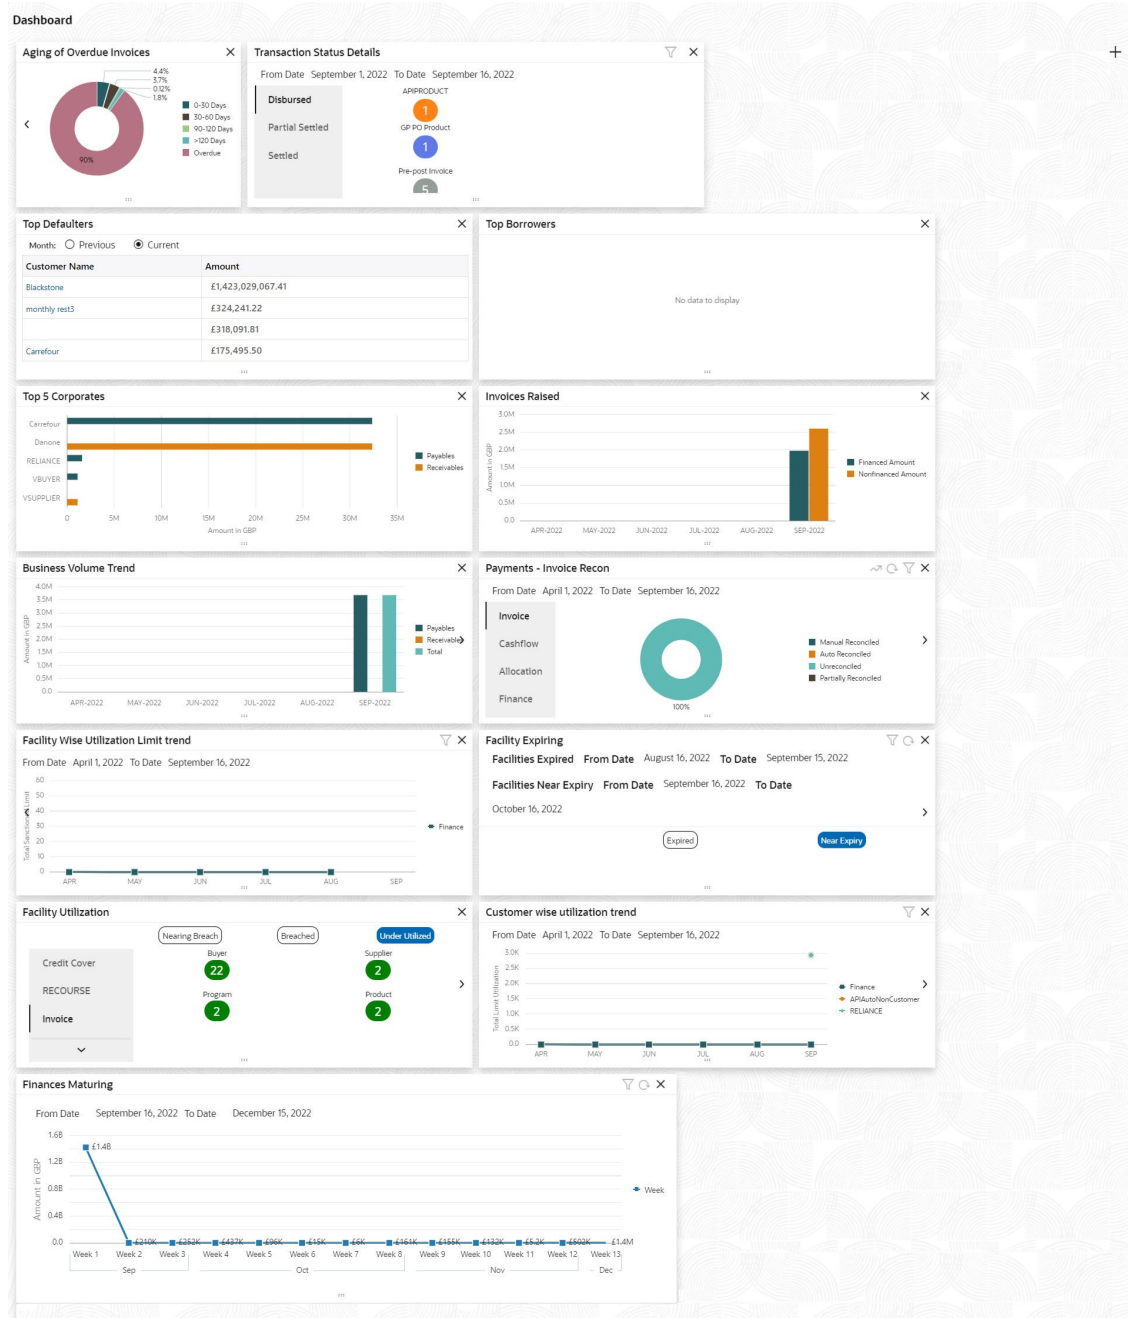 Dashboard
Aging of Overdue Invoices
4.4%
3.7%
0.12%
1.8%
90%
0-30 Days
30-60 Days
90-120 Days
>120 Days
Overdue
Transaction Status Details
From Date September 1, 2022 To Date September 16, 2022
Disbursed
Partial Settled
Settled
APIPRODUCT
1
GP PO Product
1
Pre-post Invoice
5
Top Defaulters
Month: Previous Current
Customer Name Amount
Blackstone £1,423,029,067.41
monthly rest3 £324,241.22
£318,091.81
Carrefour £175,495.50
Top Borrowers
No data to display
Top 5 Corporates
Carrefour
Danone
RELIANCE
VBUYER
VSUPPLIER
0 5M 10M 15M 20M 25M 30M 35M
Amount in GBP
Payables
Receivables
Invoices Raised
Amount in GBP
3.0M
2.5M
2.0M
1.5M
1.0M
0.5M
0.0
APR-2022 MAY-2022 JUN-2022 JUL-2022 AUG-2022 SEP-2022
Financed Amount
Nonfinanced Amount
Business Volume Trend
Amount in GBP
4.0M
3.5M
3.0M
2.5M
2.0M
1.5M
1.0M
0.5M
0.0
APR-2022 MAY-2022 JUN-2022 JUL-2022 AUG-2022 SEP-2022
Payables
Receivables
Total
Payments - Invoice Recon
From Date April 1, 2022 To Date September 16, 2022
Invoice
Cashflow
Allocation
Finance
100%
Manual Reconciled
Auto Reconciled
Unreconciled
Partially Reconciled
Facility Wise Utilization Limit trend
From Date April 1, 2022 To Date September 16, 2022
60
50
40
30
20
10
0
APR MAY JUN JUL AUG SEP
Finance
Facility Expiring
Facilities Expired From Date August 16, 2022 To Date September 15, 2022
Facilities Near Expiry From Date September 16, 2022 To Date
October 16, 2022
Expired Near Expiry
Facility Utilization
Nearing Breach Breached Under Utilized
Credit Cover
RECOURSE
Invoice
Buyer
22
Supplier
2
Program
2
Product
2
Customer wise utilization trend
From Date April 1, 2022 To Date September 16, 2022
Total Limit Utilization
3.0K
2.5K
2.0K
1.5K
1.0K
0.5K
0.0
APR MAY JUN JUL AUG SEP
Finance
APIAutoNonCustomer
RELIANCE
Finances Maturing
From Date September 16, 2022 To Date December 15, 2022
Amount in GBP
1.6B
1.2B
0.8B
0.4B
0.0
£1.4B £210K £252K £437K £96K £15K £6K £161K £155K £132K £5.2K £502K £1.4M
Week 1 Week 2 Week 3 Week 4 Week 5 Week 6 Week 7 Week 8 Week 9 Week 10 Week 11 Week 12 Week 13
Sep Oct Nov Dec
Week